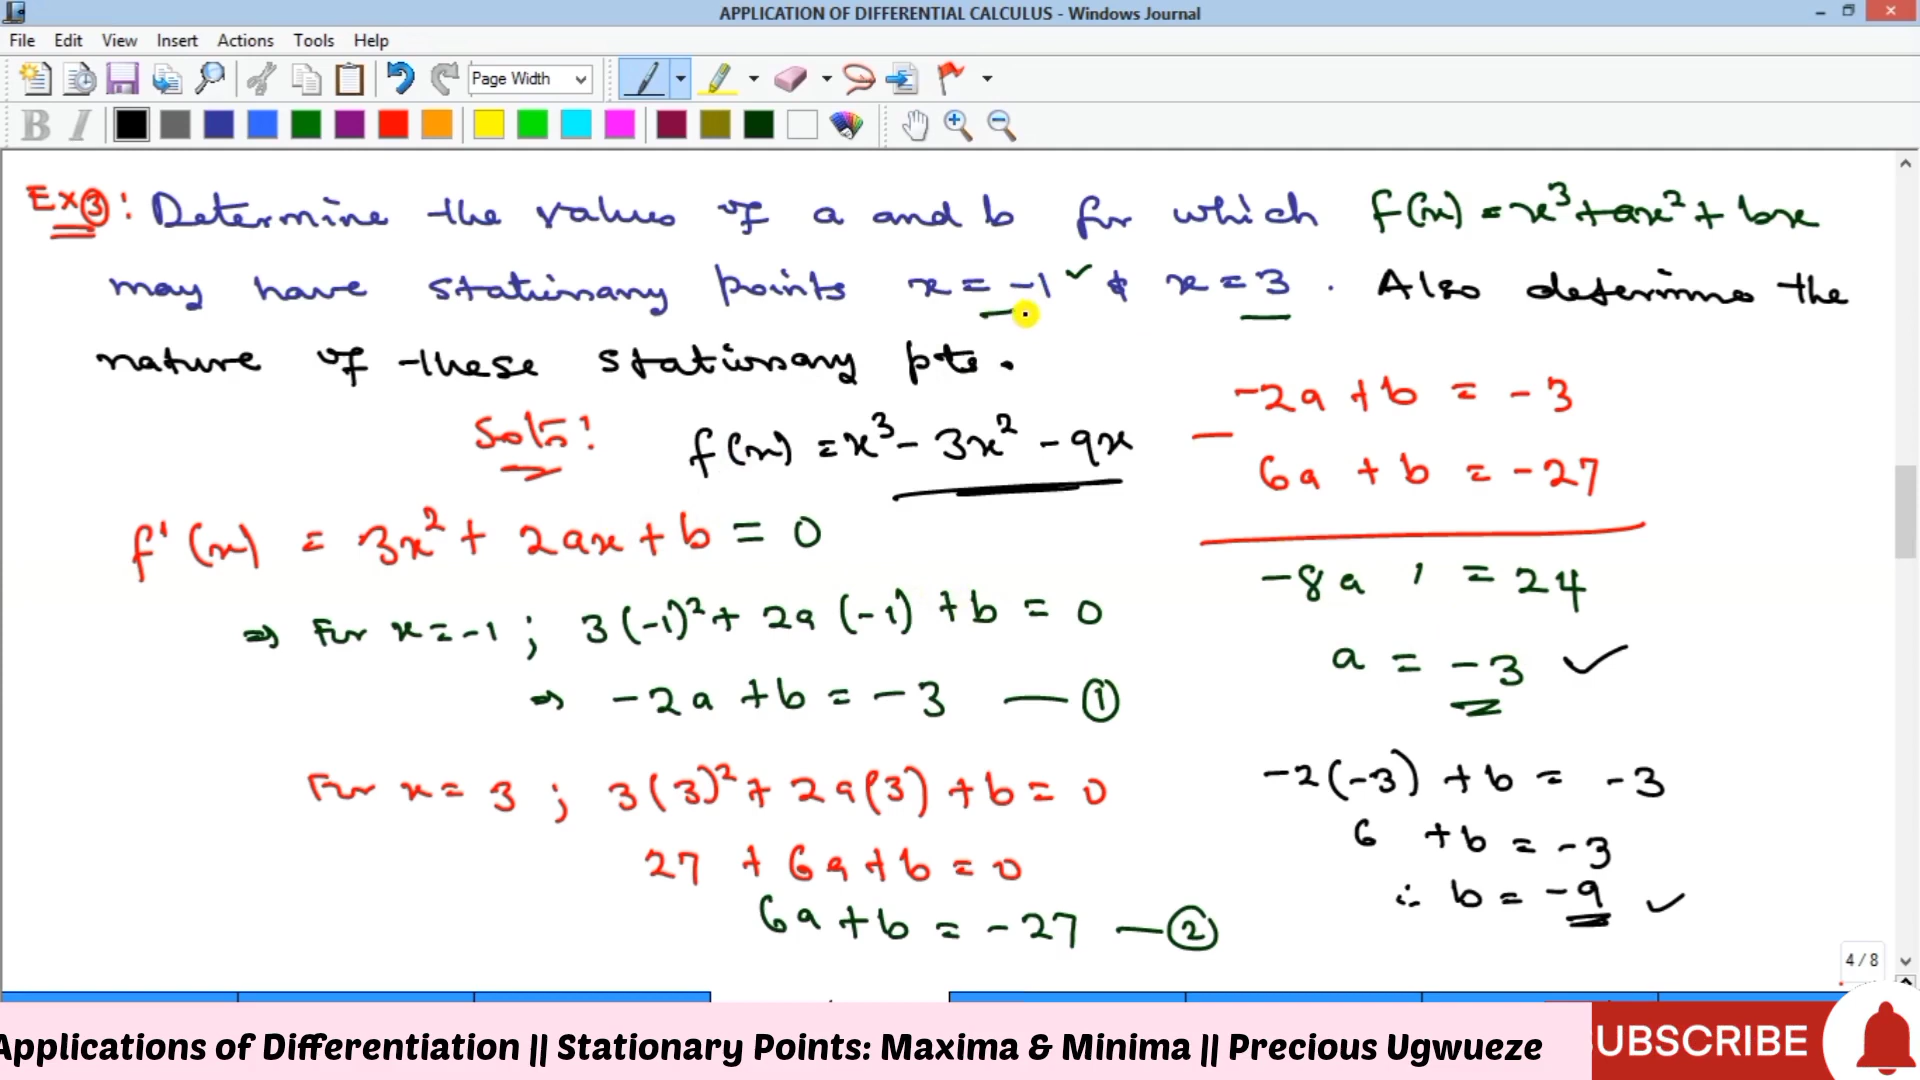 APPLICATION OF DIFFERENTIAL CALCULUS - Windows Journal
File Edit View Insert Actions Tools Help
Page Width
B I
Ex③: Determine the values of a and b for which f(x) = x³+ax²+bx
may have stationary points x = -1 ✓ & x = 3 . Also determine the
nature of these stationary pts.
Soln:
f(x) = x³ - 3x² - 9x
f'(x) = 3x² + 2ax + b = 0
⇒ For x = -1 ; 3(-1)² + 2a(-1) + b = 0
⇒ -2a + b = -3 — ①
For x = 3 ; 3(3)² + 2a(3) + b = 0
27 + 6a + b = 0
6a + b = -27 — ②
-2a + b = -3
−
6a + b = -27
-8a = 24
a = -3 ✓
-2(-3) + b = -3
6 + b = -3
∴ b = -9 ✓
4 / 8
Applications of Differentiation || Stationary Points: Maxima & Minima || Precious Ugwueze
SUBSCRIBE